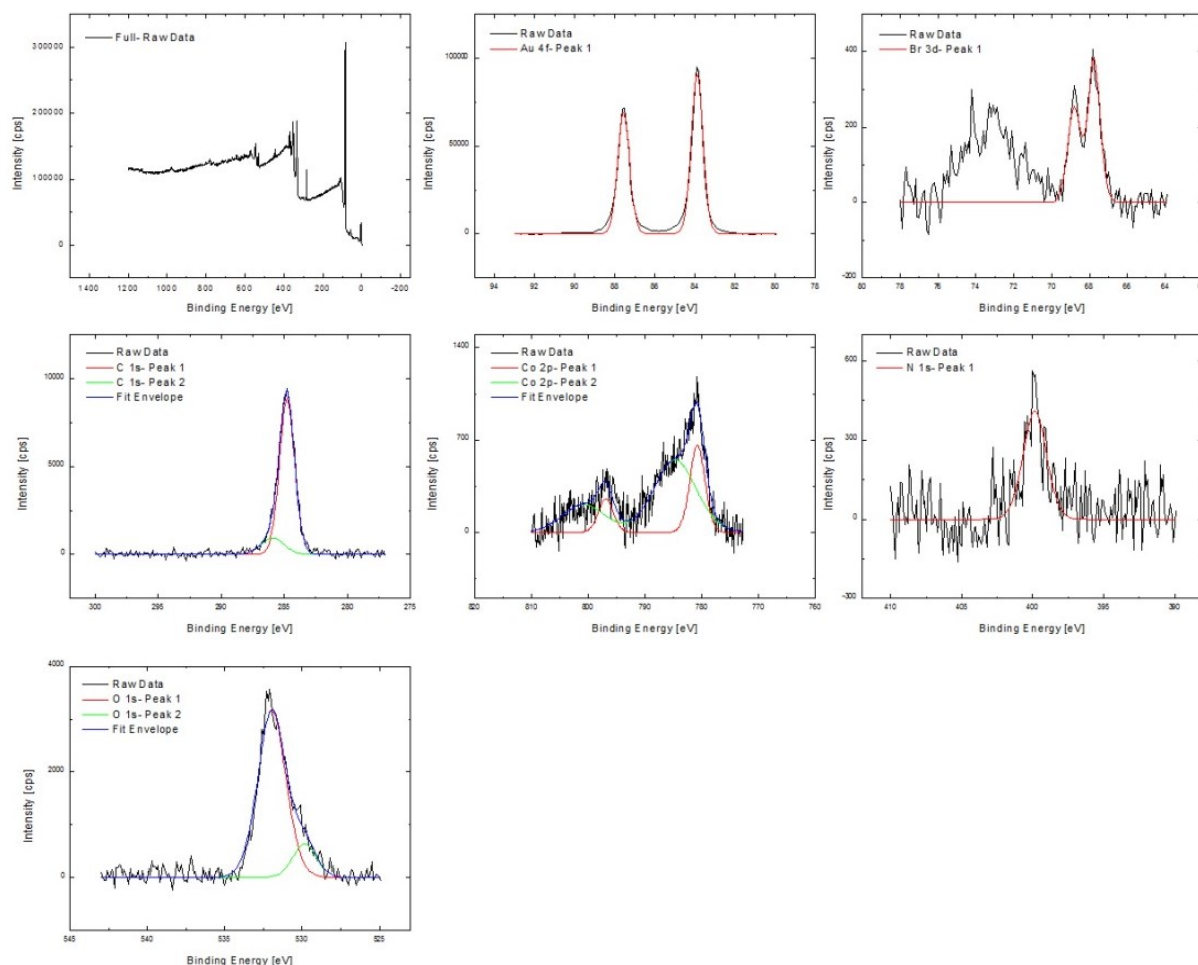 Full- Raw Data
Intensity [cps]
300000
200000
100000
0
1400 1200 1000 800 600 400 200 0 -200
Binding Energy [eV]
Raw Data
Au 4f- Peak 1
Intensity [cps]
100000
50000
0
94 92 90 88 86 84 82 80 78
Binding Energy [eV]
Raw Data
Br 3d- Peak 1
Intensity [cps]
400
200
0
-200
80 78 76 74 72 70 68 66 64
Binding Energy [eV]
Raw Data
C 1s- Peak 1
C 1s- Peak 2
Fit Envelope
Intensity [cps]
10000
5000
0
300 295 290 285 280 275
Binding Energy [eV]
Raw Data
Co 2p- Peak 1
Co 2p- Peak 2
Fit Envelope
Intensity [cps]
1400
700
0
820 810 800 790 780 770 760
Binding Energy [eV]
Raw Data
N 1s- Peak 1
Intensity [cps]
600
300
0
-300
410 405 400 395 390
Binding Energy [eV]
Raw Data
O 1s- Peak 1
O 1s- Peak 2
Fit Envelope
Intensity [cps]
4000
2000
0
545 540 535 530 525
Binding Energy [eV]